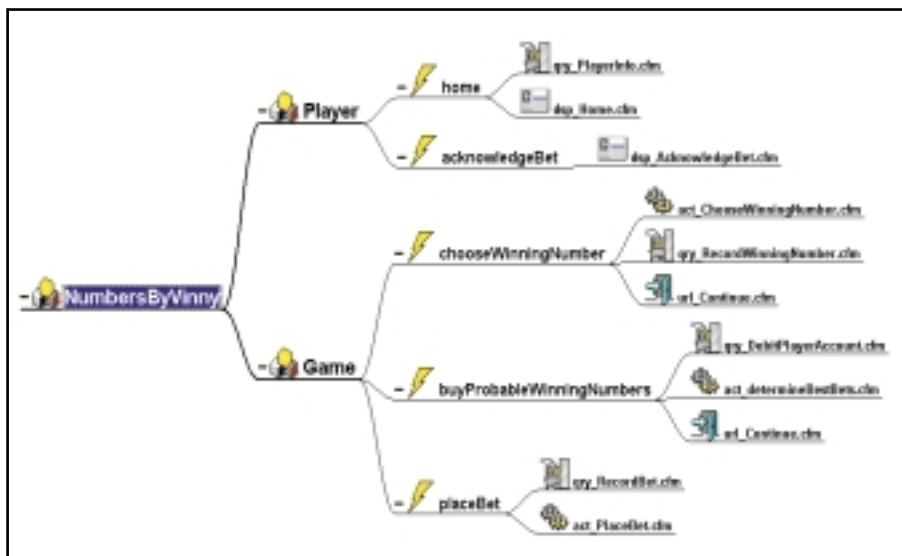 NumbersByVinny
Player
home
qry_PlayerInfo.cfm
dsp_Home.cfm
acknowledgeBet
dsp_AcknowledgeBet.cfm
Game
chooseWinningNumber
act_ChooseWinningNumber.cfm
qry_RecordWinningNumber.cfm
url_Continue.cfm
buyProbableWinningNumbers
qry_DebitPlayerAccount.cfm
act_determineBestBets.cfm
url_Continue.cfm
placeBet
qry_RecordBet.cfm
act_PlaceBet.cfm